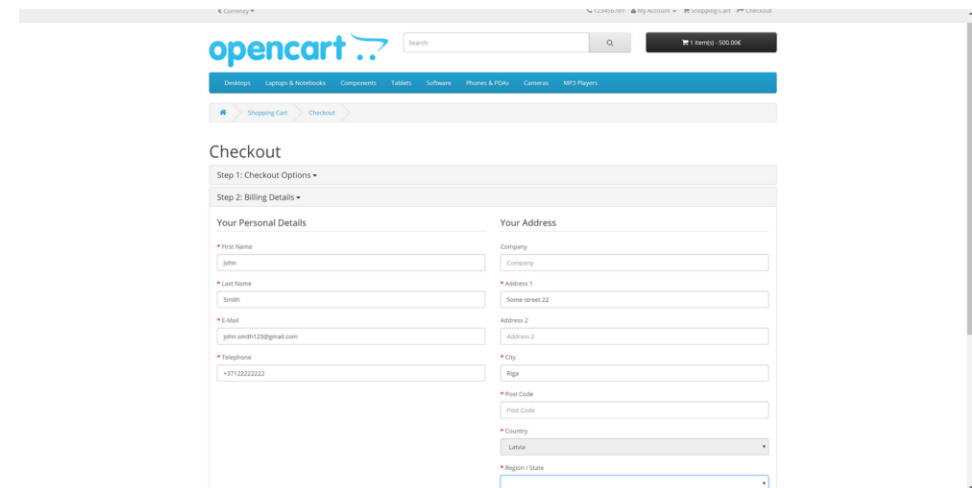 € Currency
123456789 My Account Shopping Cart Checkout
opencart
Search
1 item(s) - 500.00€
Desktops Laptops & Notebooks Components Tablets Software Phones & PDAs Cameras MP3 Players
Shopping Cart Checkout
Checkout
Step 1: Checkout Options
Step 2: Billing Details
Your Personal Details
* First Name
John
* Last Name
Smith
* E-Mail
john.smith123@gmail.com
* Telephone
+37122222222
Your Address
Company
Company
* Address 1
Some street 22
Address 2
Address 2
* City
Riga
* Post Code
Post Code
* Country
Latvia
* Region / State